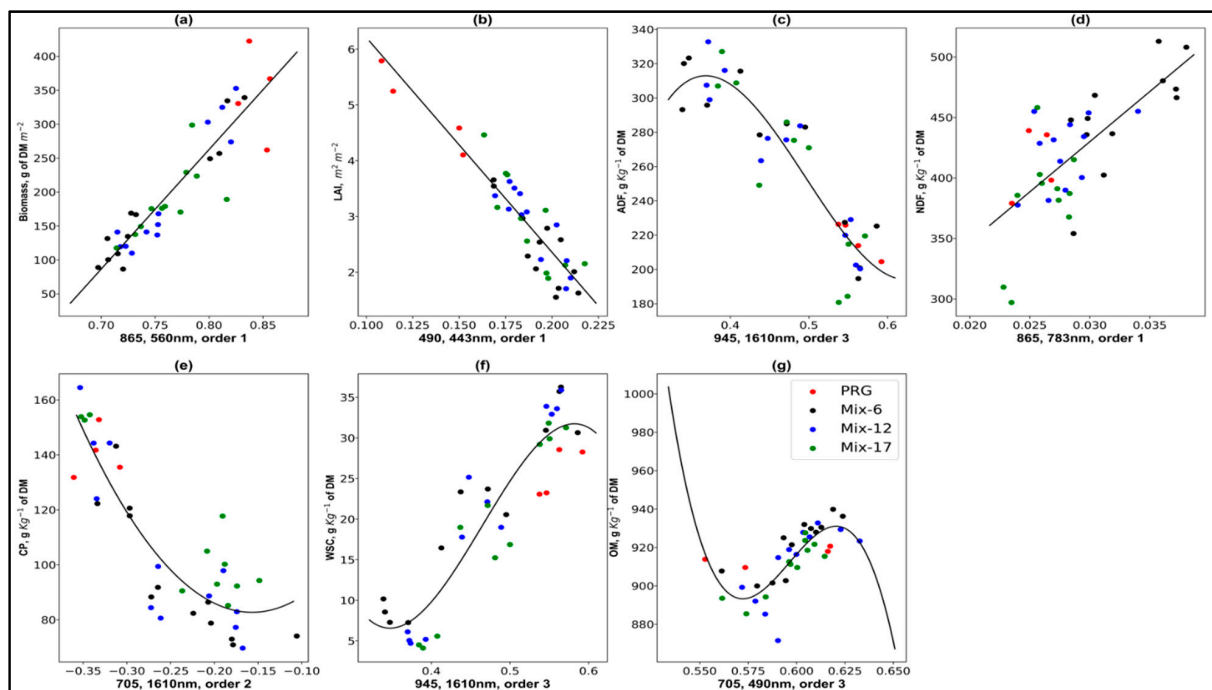 (a)
(b)
(c)
(d)
Biomass, g of DM m⁻²
400
350
300
250
200
150
100
50
0.70 0.75 0.80 0.85
865, 560nm, order 1
LAI, m² m⁻²
6
5
4
3
2
0.100 0.125 0.150 0.175 0.200 0.225
490, 443nm, order 1
ADF, g Kg⁻¹ of DM
340
320
300
280
260
240
220
200
180
0.4 0.5 0.6
945, 1610nm, order 3
NDF, g Kg⁻¹ of DM
500
450
400
350
300
0.020 0.025 0.030 0.035
865, 783nm, order 1
(e)
(f)
(g)
CP, g Kg⁻¹ of DM
160
140
120
100
80
−0.35 −0.30 −0.25 −0.20 −0.15 −0.10
705, 1610nm, order 2
WSC, g Kg⁻¹ of DM
35
30
25
20
15
10
5
0.4 0.5 0.6
945, 1610nm, order 3
OM, g Kg⁻¹ of DM
1000
980
960
940
920
900
880
0.550 0.575 0.600 0.625 0.650
705, 490nm, order 3
PRG
Mix-6
Mix-12
Mix-17